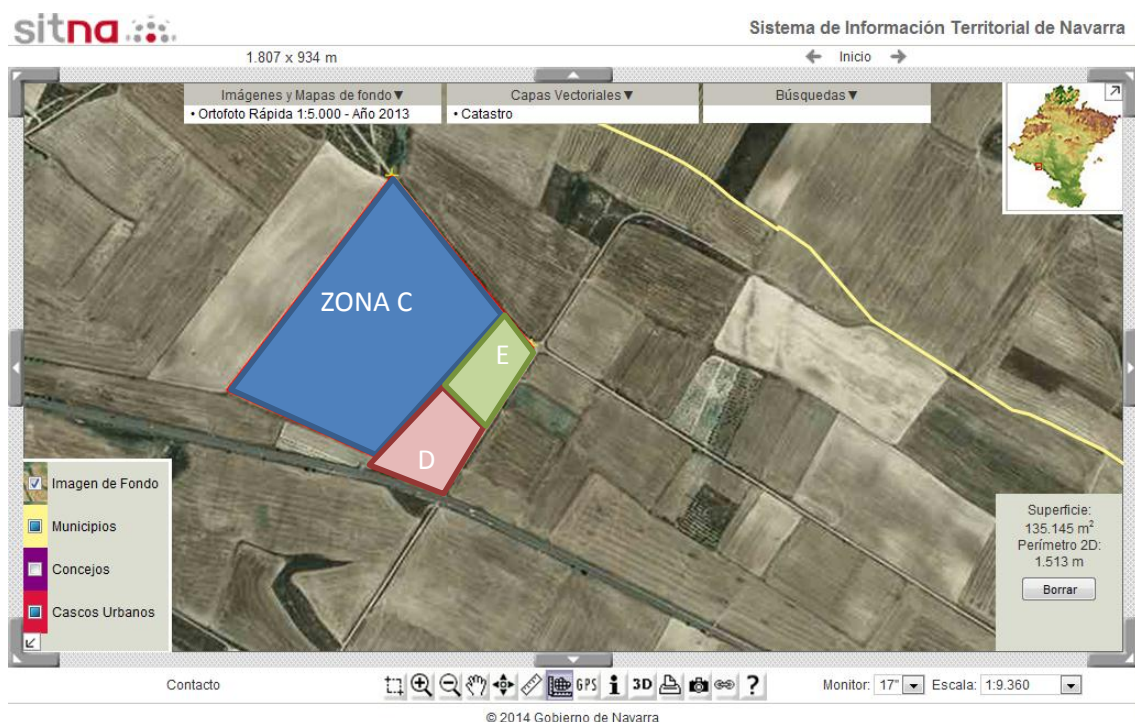 sitna
Sistema de Información Territorial de Navarra
1.807 x 934 m
Inicio
Imágenes y Mapas de fondo▼
Capas Vectoriales▼
Búsquedas▼
• Ortofoto Rápida 1:5.000 - Año 2013
• Catastro
ZONA C
E
D
Imagen de Fondo
Municipios
Concejos
Cascos Urbanos
Superficie:
135.145 m²
Perímetro 2D:
1.513 m
Borrar
Contacto
GPS
i
3D
?
Monitor: 17" Escala: 1:9.360
© 2014 Gobierno de Navarra